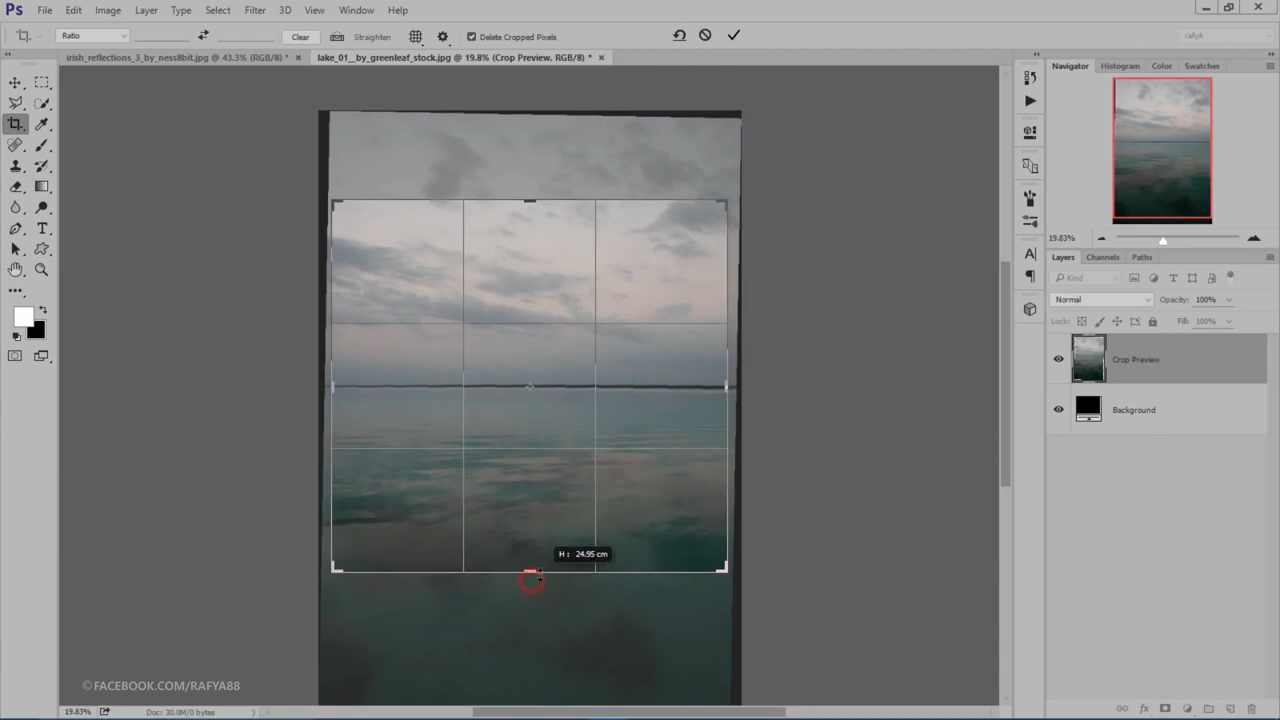 Ps File Edit Image Layer Type Select Filter 3D View Window Help
Ratio Clear Straighten Delete Cropped Pixels rafyA
irish_reflections_3_by_ness8bit.jpg @ 43.3% (RGB/8) * × lake_01__by_greenleaf_stock.jpg @ 19.8% (Crop Preview, RGB/8) * ×
Navigator Histogram Color Swatches
19.83%
Layers Channels Paths
Kind
Normal Opacity: 100%
Lock: Fill: 100%
Crop Preview
Background
H : 24.95 cm
©FACEBOOK.COM/RAFYA88
19.83% Doc: 30.0M/0 bytes